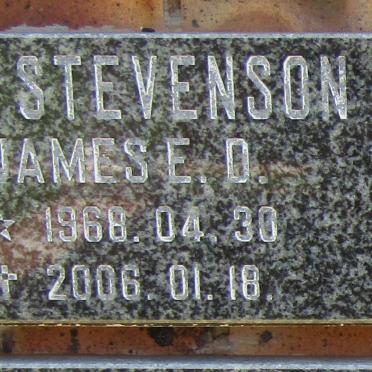 STEVENSON
JAMES E. D.
* 1968. 04. 30
† 2006. 01. 18.